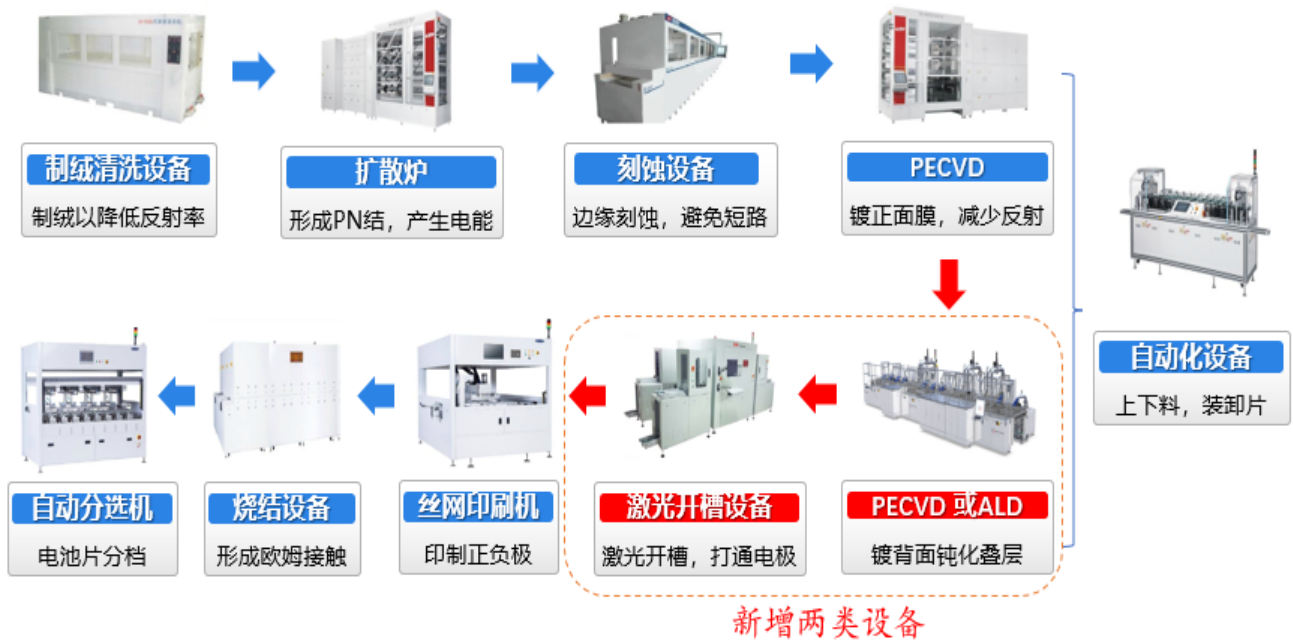 制绒清洗设备
制绒以降低反射率
扩散炉
形成PN结，产生电能
刻蚀设备
边缘刻蚀，避免短路
PECVD
镀正面膜，减少反射
自动化设备
上下料，装卸片
自动分选机
电池片分档
烧结设备
形成欧姆接触
丝网印刷机
印制正负极
激光开槽设备
激光开槽，打通电极
PECVD 或ALD
镀背面钝化叠层
新增两类设备